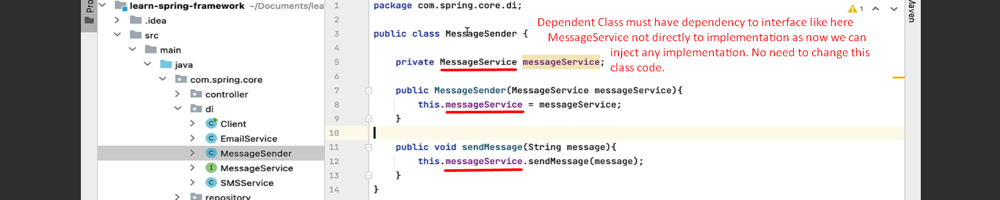 Pro
learn-spring-framework ~/Documents/lea
.idea
src
main
java
com.spring.core
controller
di
Client
EmailService
MessageSender
MessageService
SMSService
repository
1 package com.spring.core.di;
2
3 public class MessageSender {
4
5 private MessageService messageService;
6
7 public MessageSender(MessageService messageService){
8 this.messageService = messageService;
9 }
10
11 public void sendMessage(String message){
12 this.messageService.sendMessage(message);
13 }
14 }
Dependent Class must have dependency to interface like here
MessageService not directly to implementation as now we can
inject any implementation. No need to change this
class code.
1
Maven